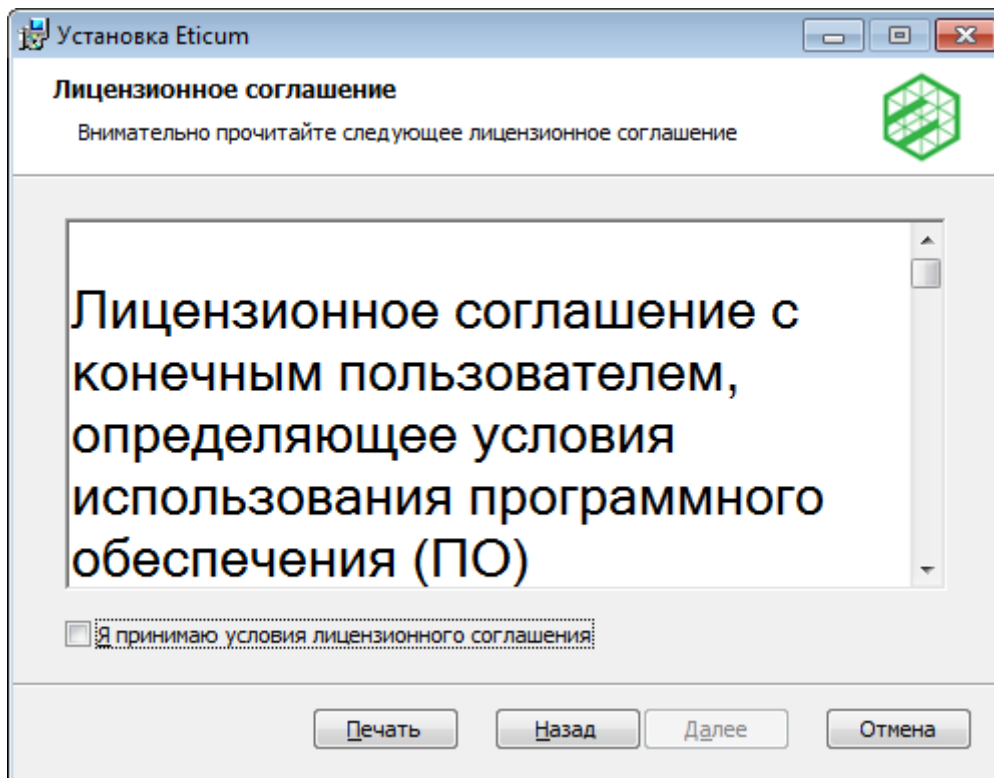 Установка Eticum
Лицензионное соглашение
Внимательно прочитайте следующее лицензионное соглашение
Лицензионное соглашение с
конечным пользователем,
определяющее условия
использования программного
обеспечения (ПО)
Я принимаю условия лицензионного соглашения
Печать
Назад
Далее
Отмена